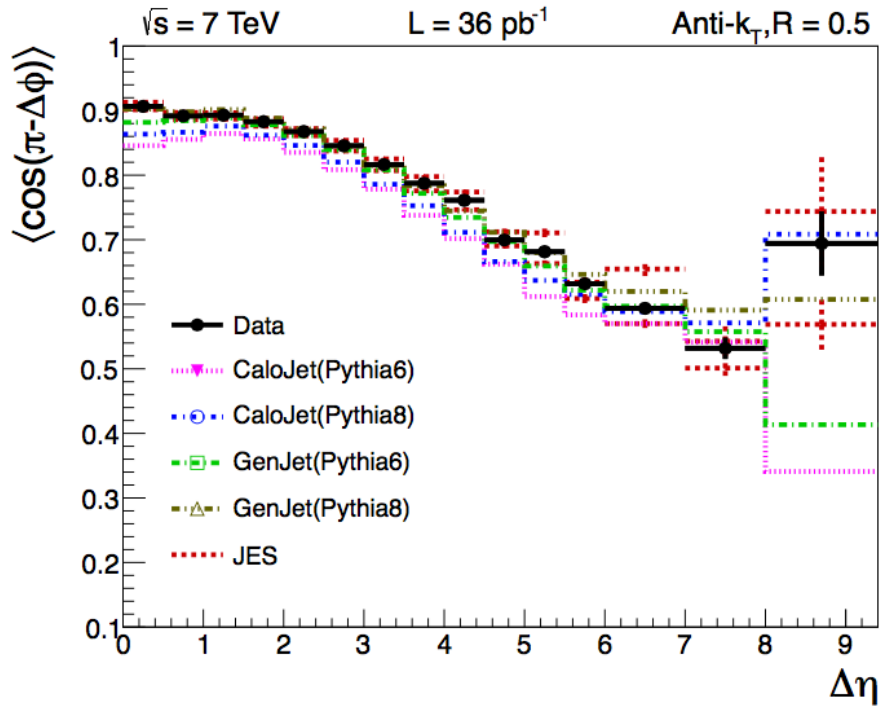 √s = 7 TeV L = 36 pb⁻¹ Anti-k_T, R = 0.5
⟨cos(π-Δϕ)⟩
1
0.9
0.8
0.7
0.6
0.5
0.4
0.3
0.2
0.1
Data
CaloJet(Pythia6)
CaloJet(Pythia8)
GenJet(Pythia6)
GenJet(Pythia8)
JES
0 1 2 3 4 5 6 7 8 9
Δη